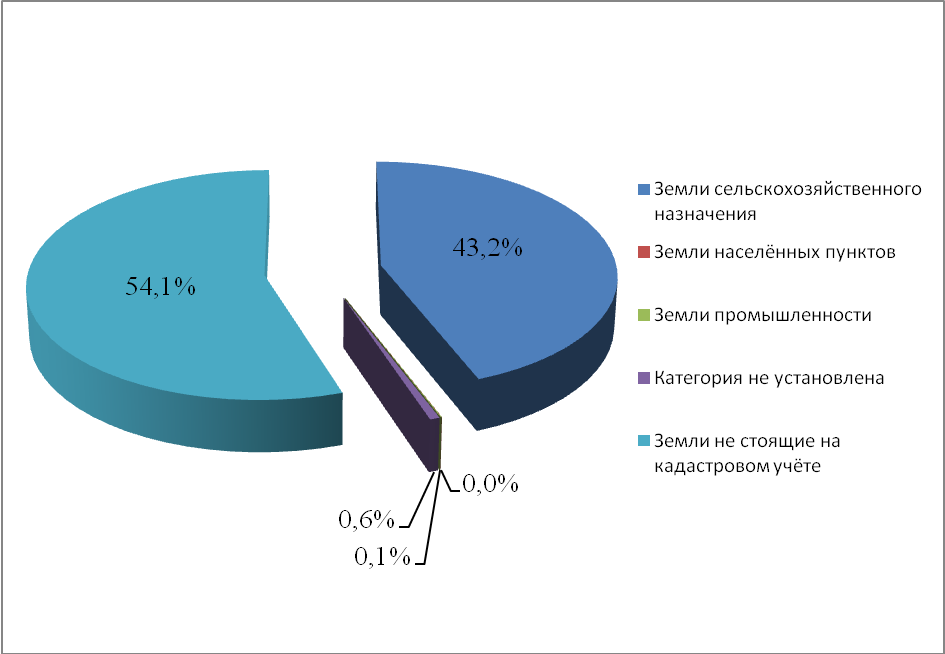 43,2%
54,1%
0,0%
0,6%
0,1%
Земли сельскохозяйственного
назначения
Земли населённых пунктов
Земли промышленности
Категория не установлена
Земли не стоящие на
кадастровом учёте